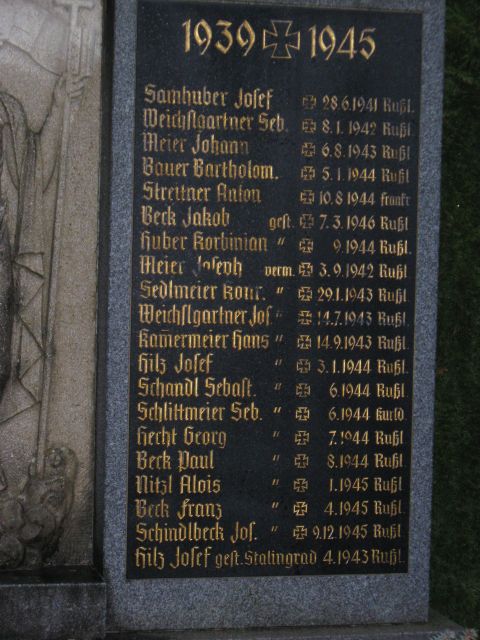 1939 1945
Samhuber Josef 28.6.1941 Rußl.
Weichslgartner Seb. 8.1.1942 Rußl.
Meier Johann 6.8.1943 Rußl.
Bauer Bartholom. 5.1.1944 Rußl.
Streitner Anton 10.8.1944 Frankr.
Beck Jakob gest. 7.3.1946 Rußl.
Huber Korbinian " 9.1944 Rußl.
Meier Joseph verm. 3.9.1942 Rußl.
Sedlmeier Konr. " 29.1.1943 Rußl.
Weichslgartner Jos. " 14.7.1943 Rußl.
Kam̅ermeier Hans " 14.9.1943 Rußl.
Hilz Josef " 3.1.1944 Rußl.
Schandl Sebast. " 6.1944 Rußl.
Schlittmeier Seb. " 6.1944
Hecht Georg " 7.1944 Rußl.
Beck Paul " 8.1944 Rußl.
Nitzl Alois " 1.1945 Rußl.
Beck Franz " 4.1945 Rußl.
Schindlbeck Jos. " 9.12.1945 Rußl.
Hilz Josef gest. Stalingrad 4.1943 Rußl.